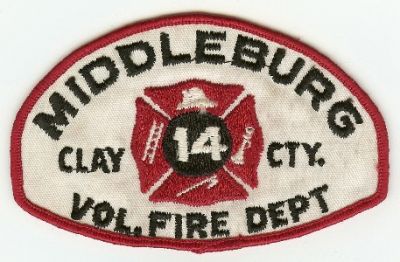 MIDDLEBURG
CLAY 14 CTY.
VOL. FIRE DEPT